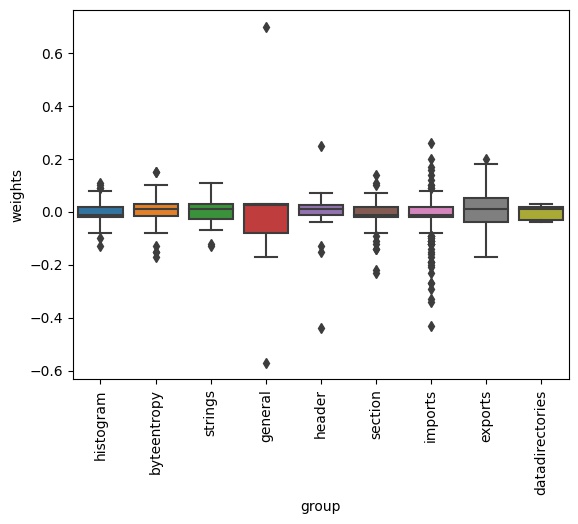 weights
0.6
0.4
0.2
0.0
−0.2
−0.4
−0.6
histogram
byteentropy
strings
general
header
section
imports
exports
datadirectories
group